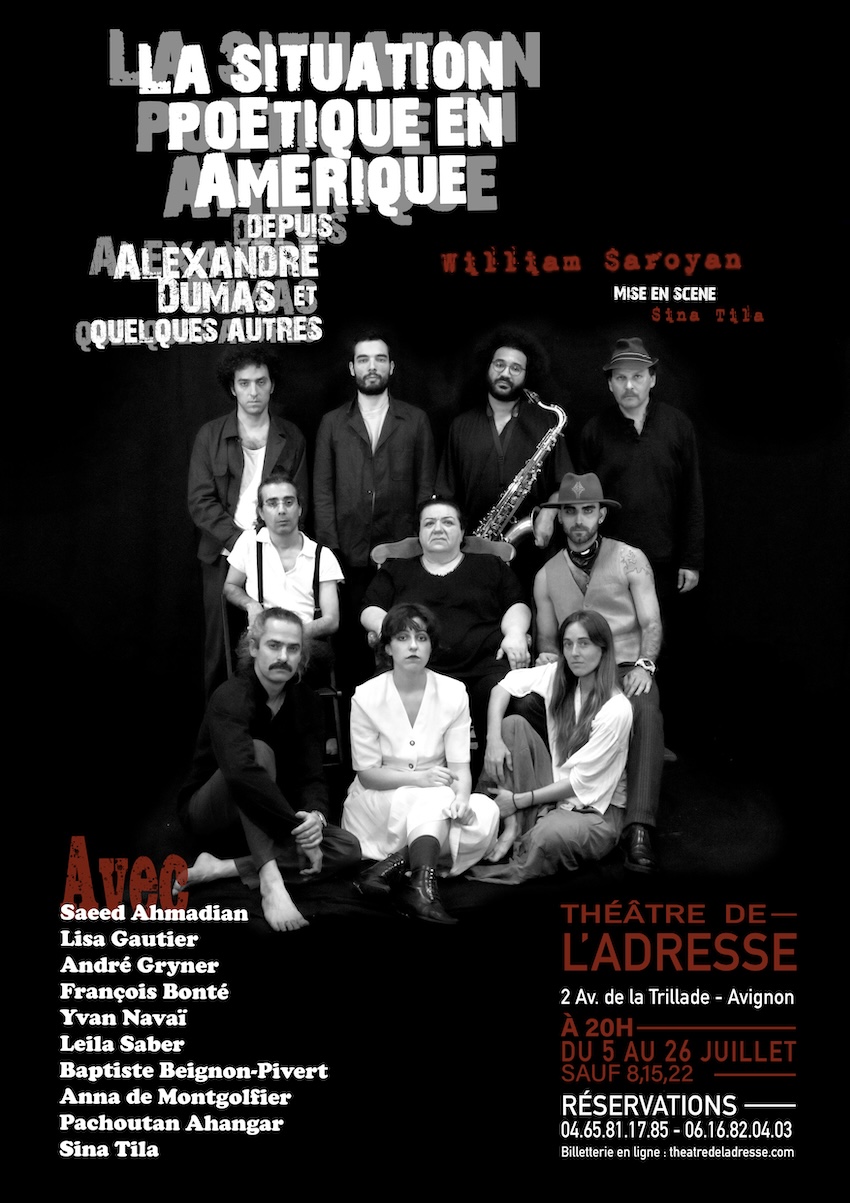 LA SITUATION
POETIQUE EN
AMERIQUE
DEPUIS
ALEXANDRE
DUMAS ET
QUELQUES AUTRES
William Saroyan
MISE EN SCENE
Sina Tila
Avec
Saeed Ahmadian
Lisa Gautier
André Gryner
François Bonté
Yvan Navaï
Leila Saber
Baptiste Beignon-Pivert
Anna de Montgolfier
Pachoutan Ahangar
Sina Tila
THÉÂTRE DE
L'ADRESSE
2 Av. de la Trillade - Avignon
À 20H
DU 5 AU 26 JUILLET
SAUF 8,15,22
RÉSERVATIONS
04.65.81.17.85 - 06.16.82.04.03
Billetterie en ligne : theatredeladresse.com